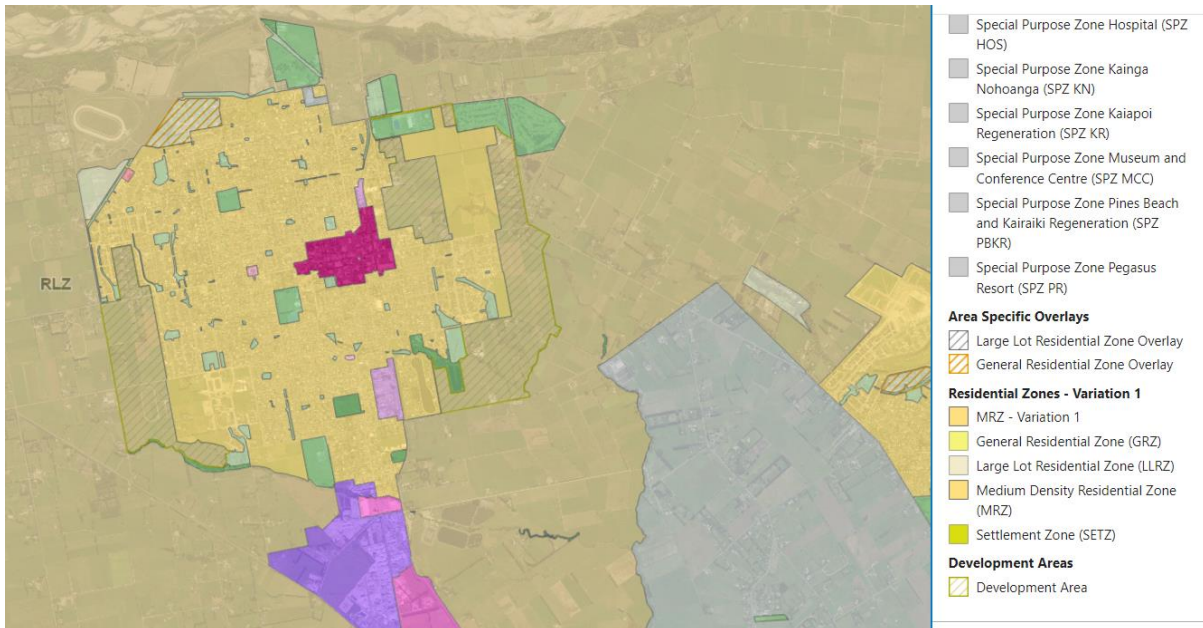 RLZ
Special Purpose Zone Hospital (SPZ
HOS)
Special Purpose Zone Kainga
Nohoanga (SPZ KN)
Special Purpose Zone Kaiapoi
Regeneration (SPZ KR)
Special Purpose Zone Museum and
Conference Centre (SPZ MCC)
Special Purpose Zone Pines Beach
and Kairaki Regeneration (SPZ
PBKR)
Special Purpose Zone Pegasus
Resort (SPZ PR)
Area Specific Overlays
Large Lot Residential Zone Overlay
General Residential Zone Overlay
Residential Zones - Variation 1
MRZ - Variation 1
General Residential Zone (GRZ)
Large Lot Residential Zone (LLRZ)
Medium Density Residential Zone
(MRZ)
Settlement Zone (SETZ)
Development Areas
Development Area